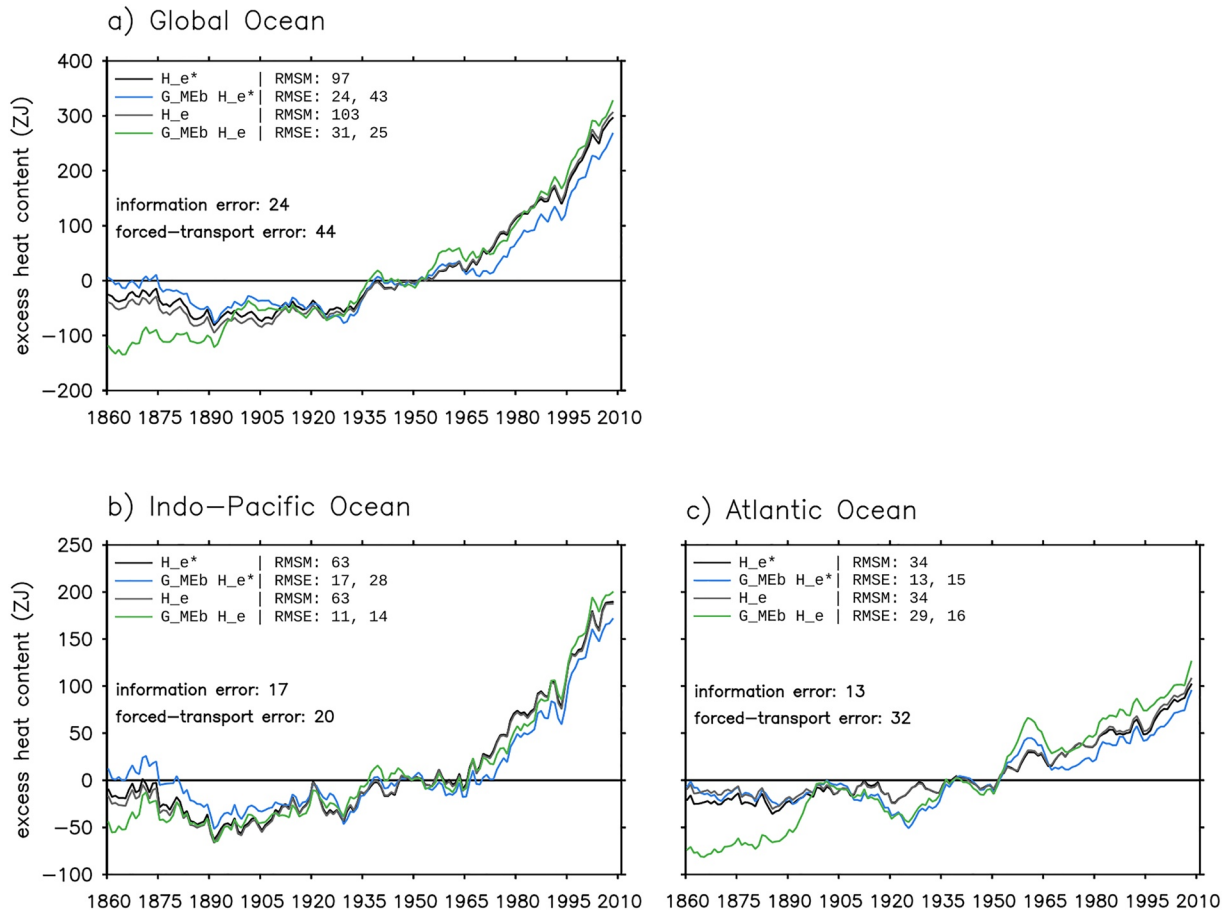 a) Global Ocean
excess heat content (ZJ)
400
300
200
100
0
−100
−200
H_e* | RMSM: 97
G_MEb H_e*| RMSE: 24, 43
H_e | RMSM: 103
G_MEb H_e | RMSE: 31, 25
information error: 24
forced−transport error: 44
1860 1875 1890 1905 1920 1935 1950 1965 1980 1995 2010
b) Indo−Pacific Ocean
excess heat content (ZJ)
250
200
150
100
50
0
−50
−100
H_e* | RMSM: 63
G_MEb H_e*| RMSE: 17, 28
H_e | RMSM: 63
G_MEb H_e | RMSE: 11, 14
information error: 17
forced−transport error: 20
1860 1875 1890 1905 1920 1935 1950 1965 1980 1995 2010
c) Atlantic Ocean
H_e* | RMSM: 34
G_MEb H_e*| RMSE: 13, 15
H_e | RMSM: 34
G_MEb H_e | RMSE: 29, 16
information error: 13
forced−transport error: 32
1860 1875 1890 1905 1920 1935 1950 1965 1980 1995 2010